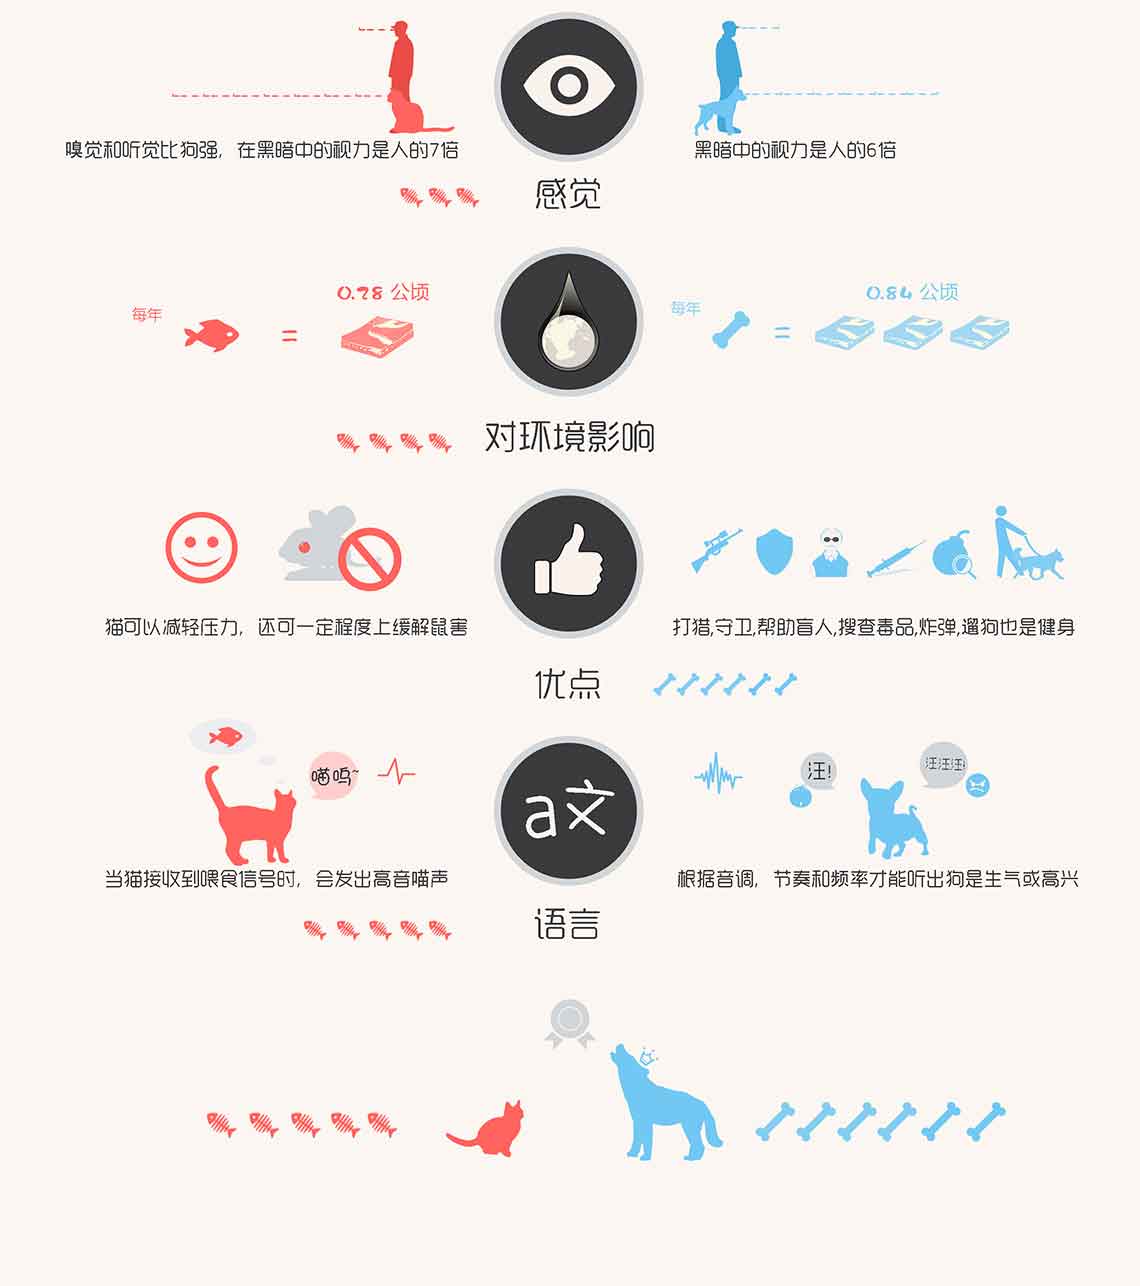 嗅觉和听觉比狗强，在黑暗中的视力是人的7倍
黑暗中的视力是人的6倍
感觉
每年
0.28 公顷
每年
0.84 公顷
对环境影响
猫可以减轻压力，还可一定程度上缓解鼠害
打猎,守卫,帮助盲人,搜查毒品,炸弹,遛狗也是健身
优点
喵呜~
a文
汪!
汪汪汪!
当猫接收到喂食信号时，会发出高音喵声
根据音调，节奏和频率才能听出狗是生气或高兴
语言